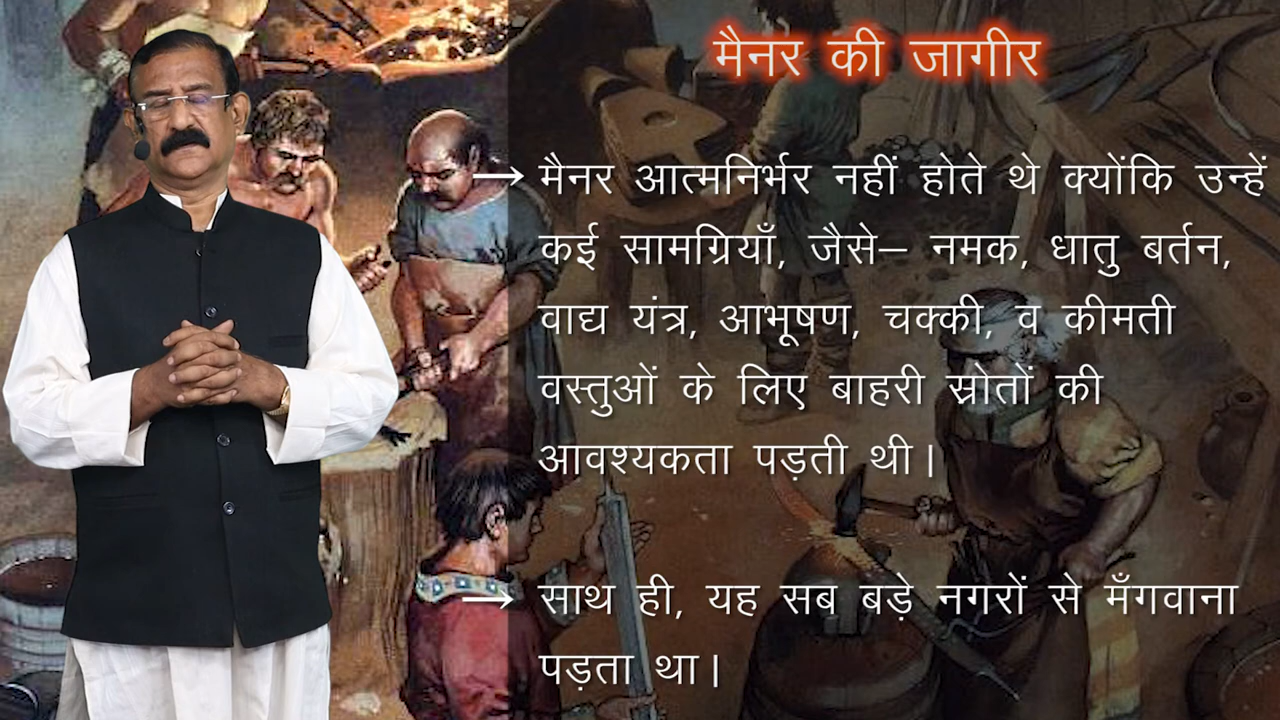 मैनर की जागीर
→ मैनर आत्मनिर्भर नहीं होते थे क्योंकि उन्हें
कई सामग्रियाँ, जैसे– नमक, धातु बर्तन,
वाद्य यंत्र, आभूषण, चक्की, व कीमती
वस्तुओं के लिए बाहरी स्रोतों की
आवश्यकता पड़ती थी।
→ साथ ही, यह सब बड़े नगरों से मँगवाना
पड़ता था।